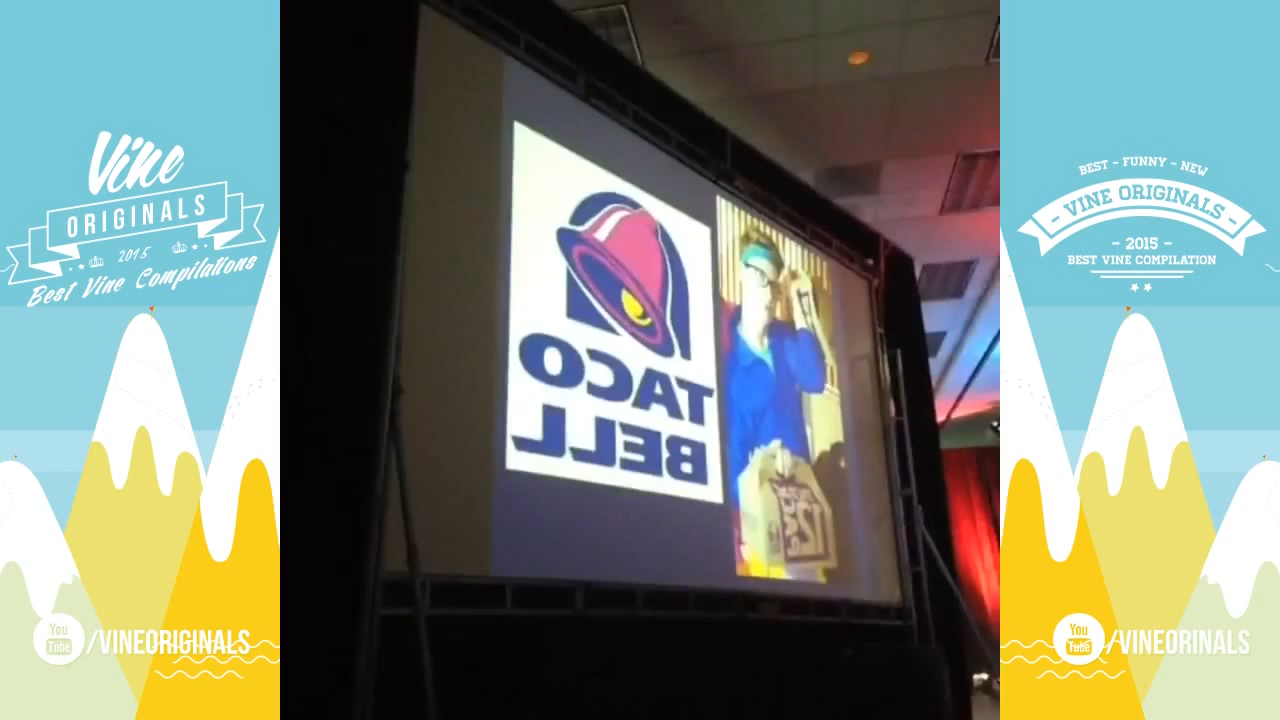 Vine
ORIGINALS
2015
Best Vine Compilations
You
Tube
/VINEORIGINALS
TACO
BELL
BEST - FUNNY - NEW
- VINE ORIGINALS -
- 2015 -
BEST VINE COMPILATION
You
Tube
/VINEORINALS